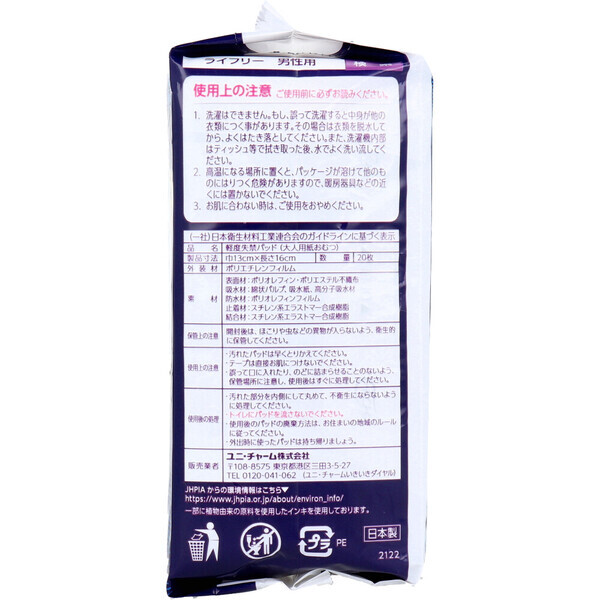 ライフリー 男性用
使用上の注意 ご使用前に必ずお読みください。
1. 洗濯はできません。もし、誤って洗濯すると中身が他の
衣類につく事があります。その場合は衣類を脱水して
から、よくはたき落としてください。また、洗濯機内部
はティッシュ等で拭き取った後、水でよく洗い流してく
ださい。
2. 高温になる場所に置くと、パッケージが溶けて他のも
のにはりつく危険がありますので、暖房器具などの近
くには置かないでください。
3. お肌に合わない時は、ご使用をおやめください。
(一社)日本衛生材料工業連合会のガイドラインに基づく表示
品 名 軽度失禁パッド(大人用紙おむつ)
製品寸法 巾13cm×長さ16cm 数量 20枚
外装材 ポリエチレンフィルム
素材 表面材:ポリオレフィン・ポリエステル不織布
吸水材:綿状パルプ、吸水紙、高分子吸水材
防水材:ポリオレフィンフィルム
止着材:スチレン系エラストマー合成樹脂
結合材:スチレン系エラストマー合成樹脂
保管上の注意 開封後は、ほこりや虫などの異物が入らないよう、衛生的
に保管してください。
使用上の注意 ・汚れたパッドは早くとりかえてください。
・テープは直接お肌につけないでください。
・誤って口に入れたり、のどに詰まらせることのないよう、
保管場所に注意し、使用後はすぐに処理してください。
使用後の処理 ・汚れた部分を内側にして丸めて、不衛生にならないよう
に処理してください。
・トイレにパッドを流さないでください。
・使用後のパッドの廃棄方法は、お住まいの地域のルール
に従ってください。
・外出時に使ったパッドは持ち帰りましょう。
販売業者 ユニ・チャーム株式会社
〒108-8575 東京都港区三田3-5-27
TEL 0120-041-062 (ユニ・チャームいきいきダイヤル)
JHPIAからの環境情報はこちら▼
https://www.jhpia.or.jp/about/environ_info/
一部に植物由来の原料を使用したインキを使用しております。
プラ PE
日本製
2122